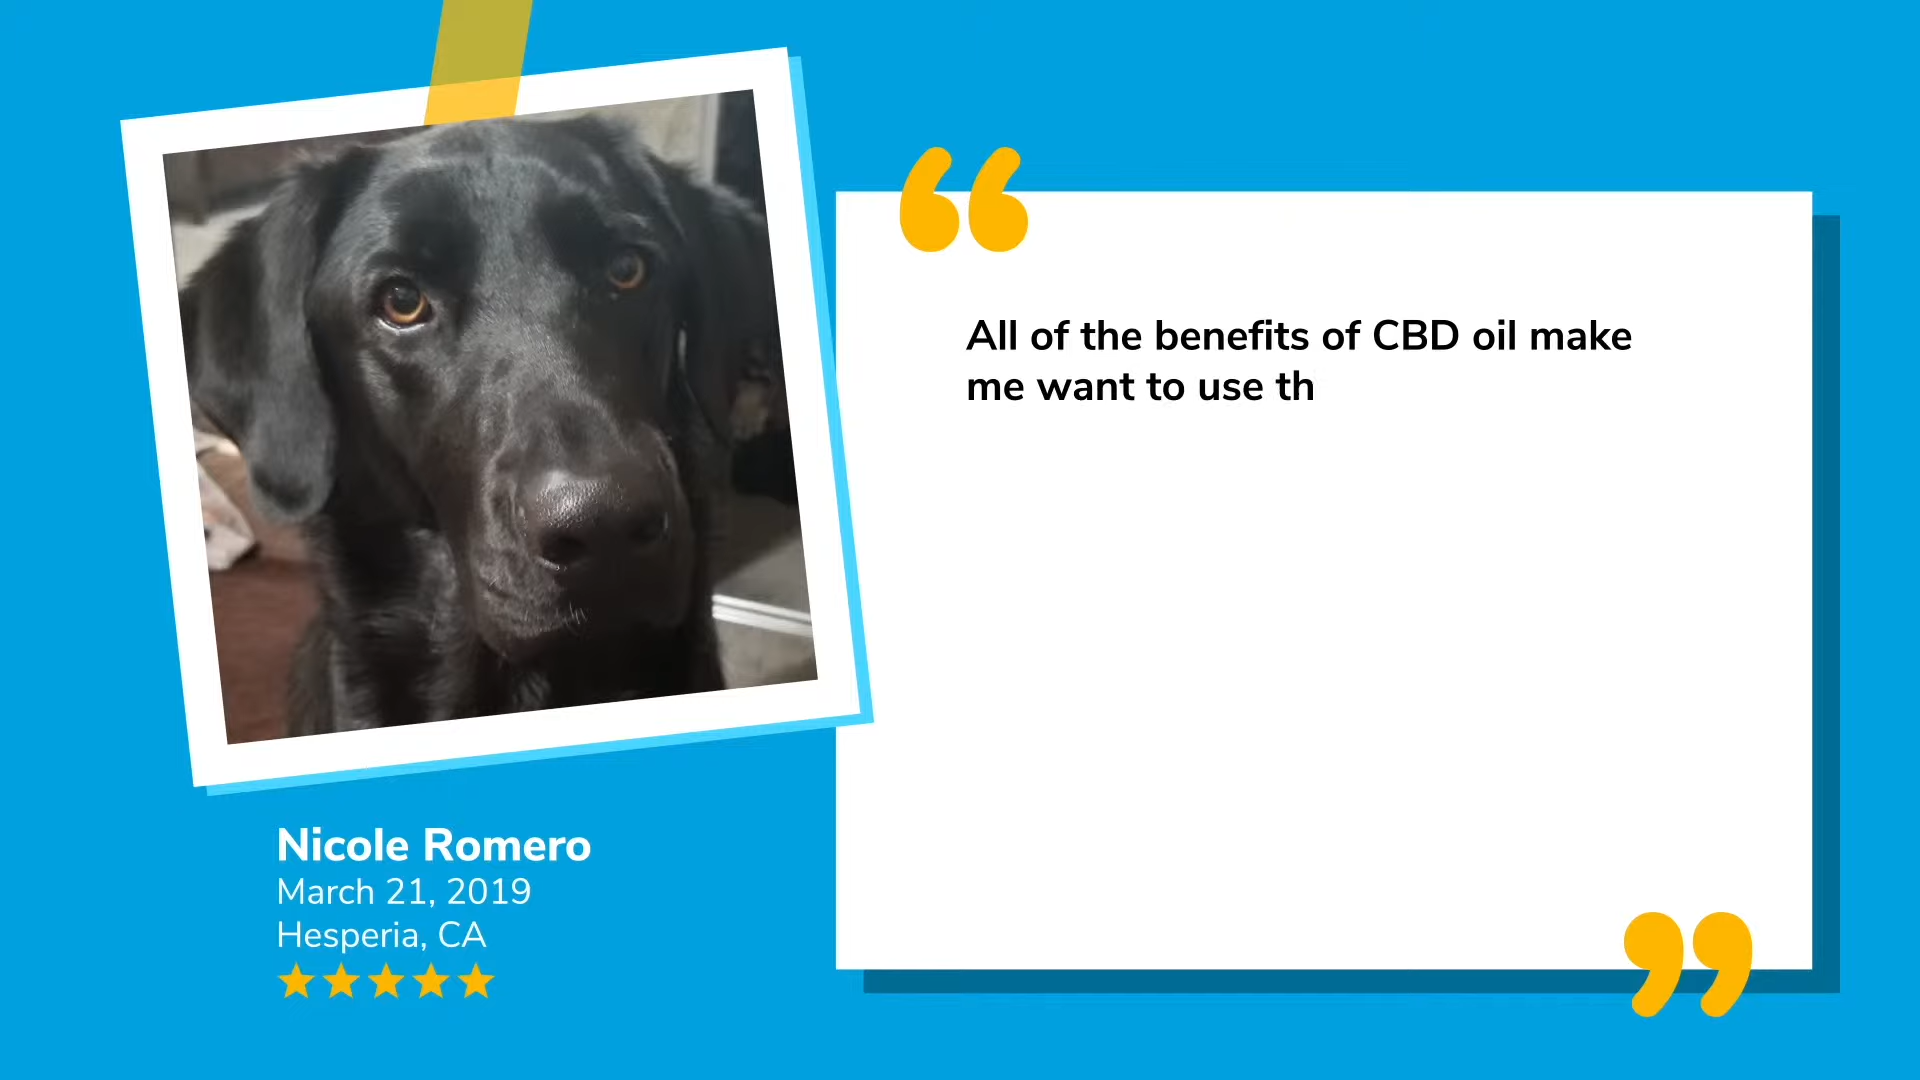 All of the benefits of CBD oil make
me want to use th
Nicole Romero
March 21, 2019
Hesperia, CA